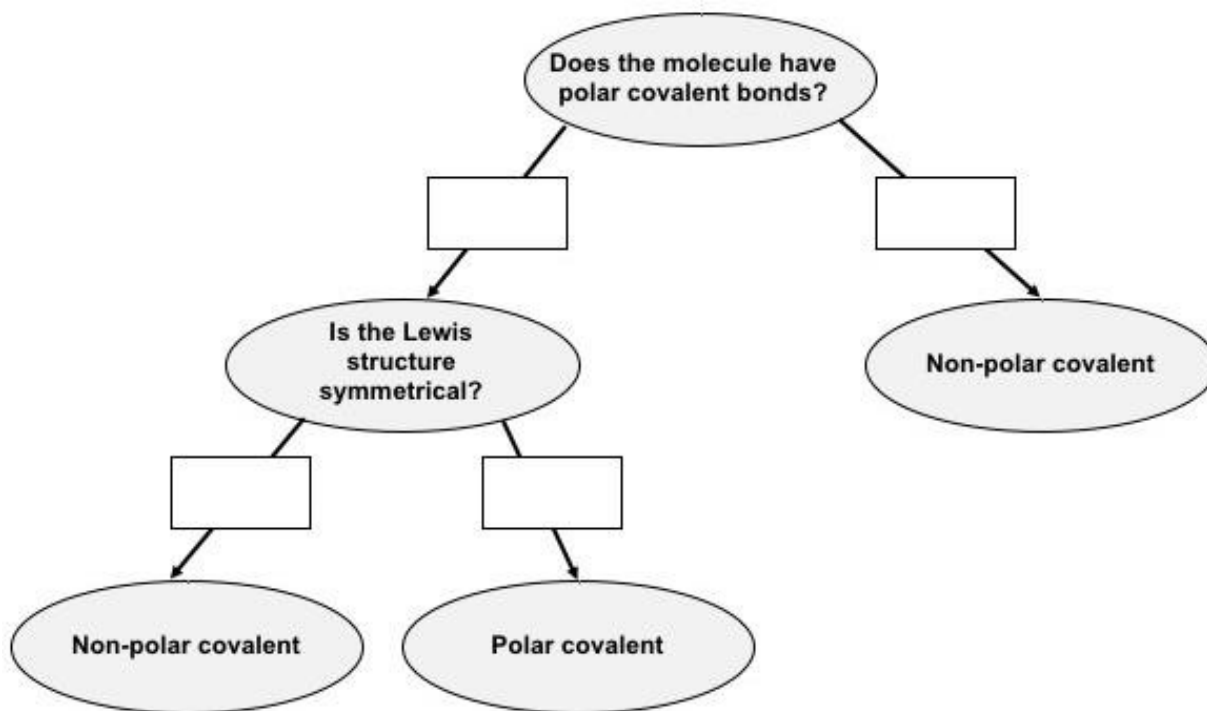 Does the molecule have
polar covalent bonds?
Is the Lewis
structure
symmetrical?
Non-polar covalent
Non-polar covalent
Polar covalent